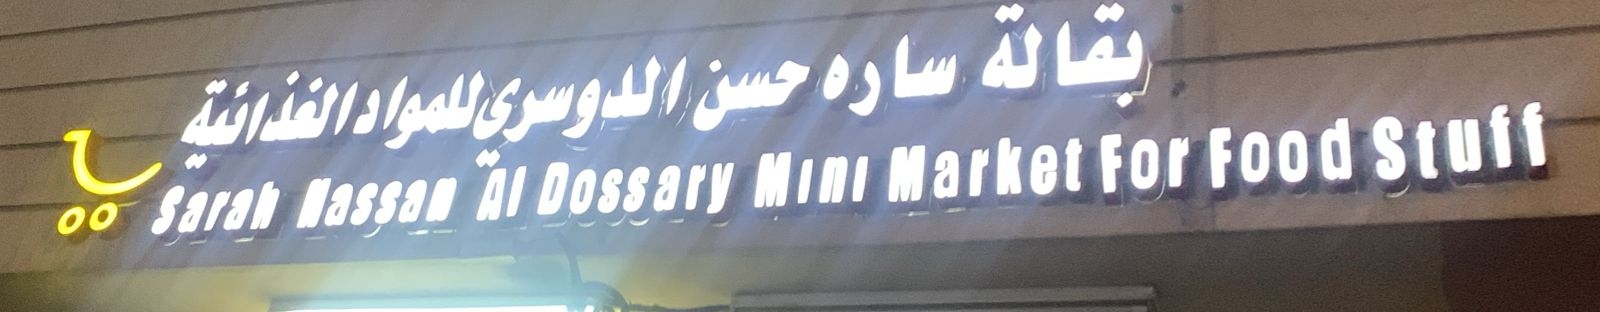 بقالة ساره حسن الدوسري للمواد الغذائية
Sarah Hassan Al Dossary Mini Market For Food Stuff